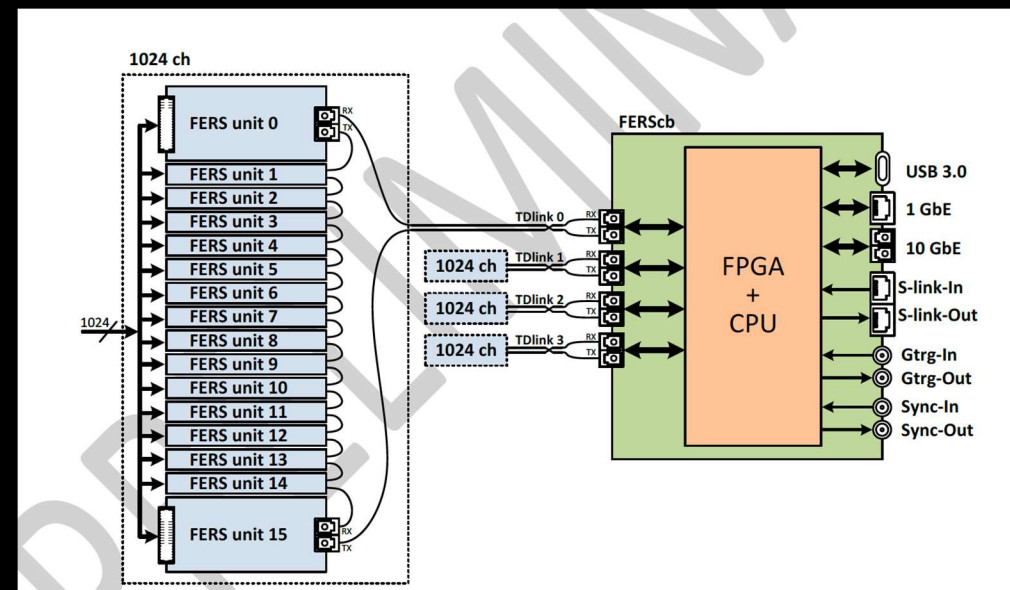 1024 ch
FERS unit 0
RX
TX
FERS unit 1
FERS unit 2
FERS unit 3
FERS unit 4
FERS unit 5
FERS unit 6
FERS unit 7
FERS unit 8
FERS unit 9
FERS unit 10
FERS unit 11
FERS unit 12
FERS unit 13
FERS unit 14
FERS unit 15
RX
TX
1024
TDlink 0
RX
TX
1024 ch
TDlink 1
RX
TX
1024 ch
TDlink 2
RX
TX
1024 ch
TDlink 3
RX
TX
FERScb
FPGA
+
CPU
USB 3.0
1 GbE
10 GbE
S-link-In
S-link-Out
Gtrg-In
Gtrg-Out
Sync-In
Sync-Out
PRELIMINA